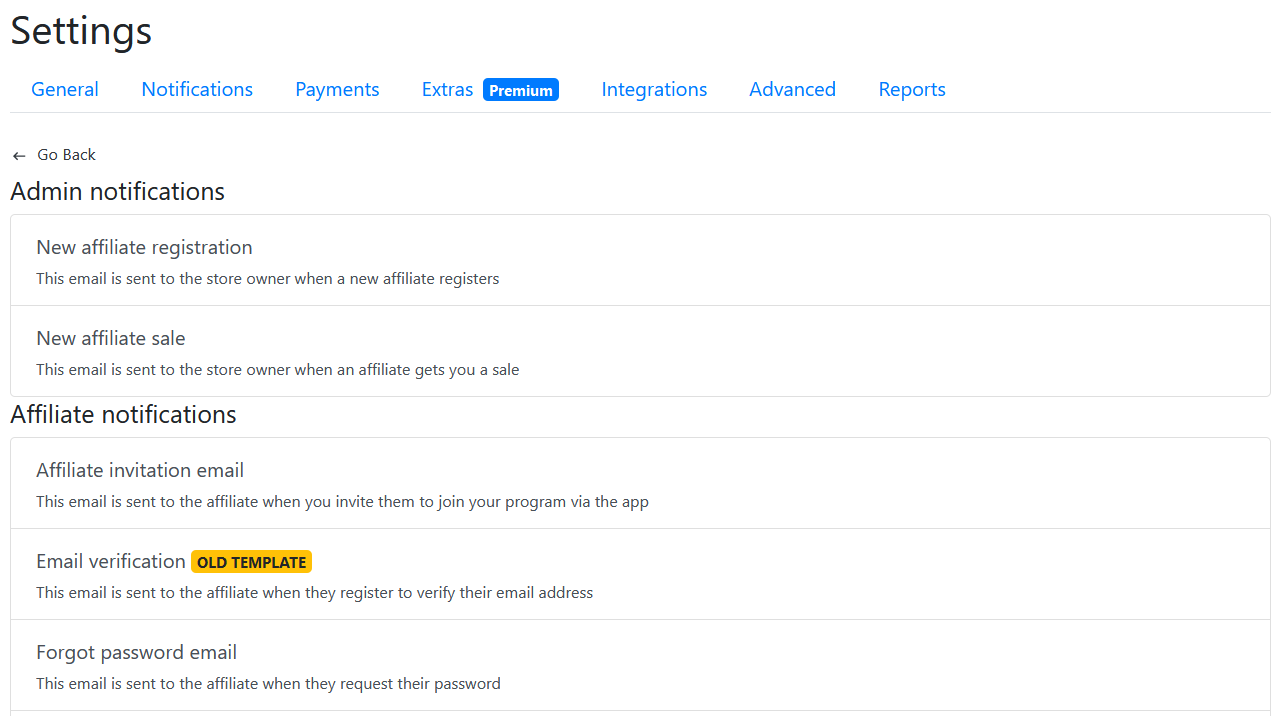 Settings
General Notifications Payments Extras Premium Integrations Advanced Reports
← Go Back
Admin notifications
New affiliate registration
This email is sent to the store owner when a new affiliate registers
New affiliate sale
This email is sent to the store owner when an affiliate gets you a sale
Affiliate notifications
Affiliate invitation email
This email is sent to the affiliate when you invite them to join your program via the app
Email verification OLD TEMPLATE
This email is sent to the affiliate when they register to verify their email address
Forgot password email
This email is sent to the affiliate when they request their password